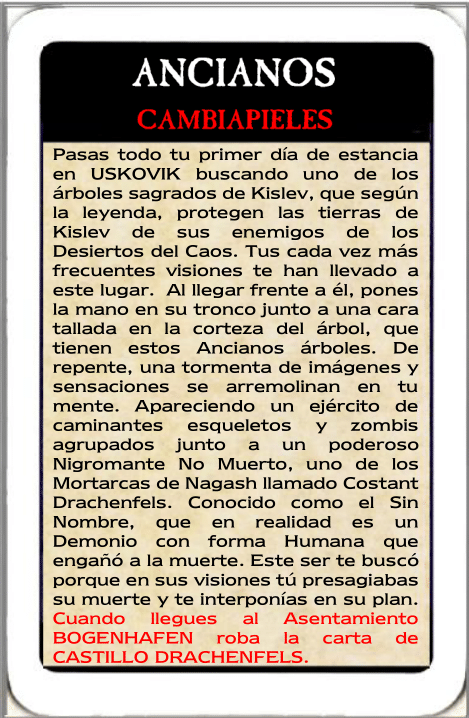 ANCIANOS
CAMBIAPIELES
Pasas todo tu primer día de estancia
en USKOVIK buscando uno de los
árboles sagrados de Kislev, que según
la leyenda, protegen las tierras de
Kislev de sus enemigos de los
Desiertos del Caos. Tus cada vez más
frecuentes visiones te han llevado a
este lugar. Al llegar frente a él, pones
la mano en su tronco junto a una cara
tallada en la corteza del árbol, que
tienen estos Ancianos árboles. De
repente, una tormenta de imágenes y
sensaciones se arremolinan en tu
mente. Apareciendo un ejército de
caminantes esqueletos y zombis
agrupados junto a un poderoso
Nigromante No Muerto, uno de los
Mortarcas de Nagash llamado Costant
Drachenfels. Conocido como el Sin
Nombre, que en realidad es un
Demonio con forma Humana que
engañó a la muerte. Este ser te buscó
porque en sus visiones tú presagiabas
su muerte y te interponías en su plan.
Cuando llegues al Asentamiento
BOGENHAFEN roba la carta de
CASTILLO DRACHENFELS.